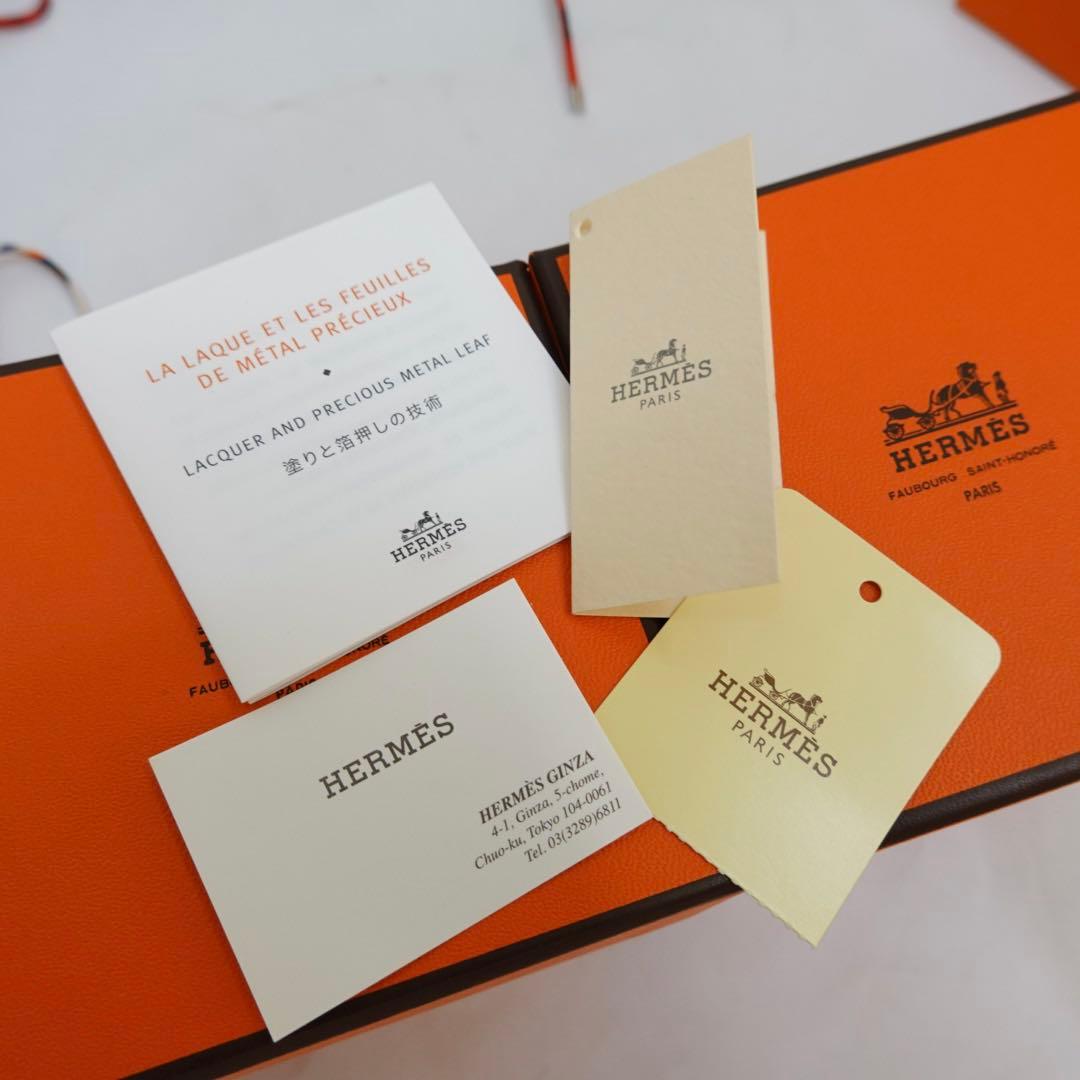 LA LAQUE ET LES FEUILLES
DE MÉTAL PRÉCIEUX
LACQUER AND PRECIOUS METAL LEAF
塗りと箔押しの技術
HERMÈS
PARIS
HERMÈS
PARIS
HERMÈS
FAUBOURG SAINT-HONORÉ
PARIS
HERMÈS
PARIS
HERMÈS
HERMÈS GINZA
4-1, Ginza, 5-chome,
Chuo-ku, Tokyo 104-0061
Tel. 03(3289)6811